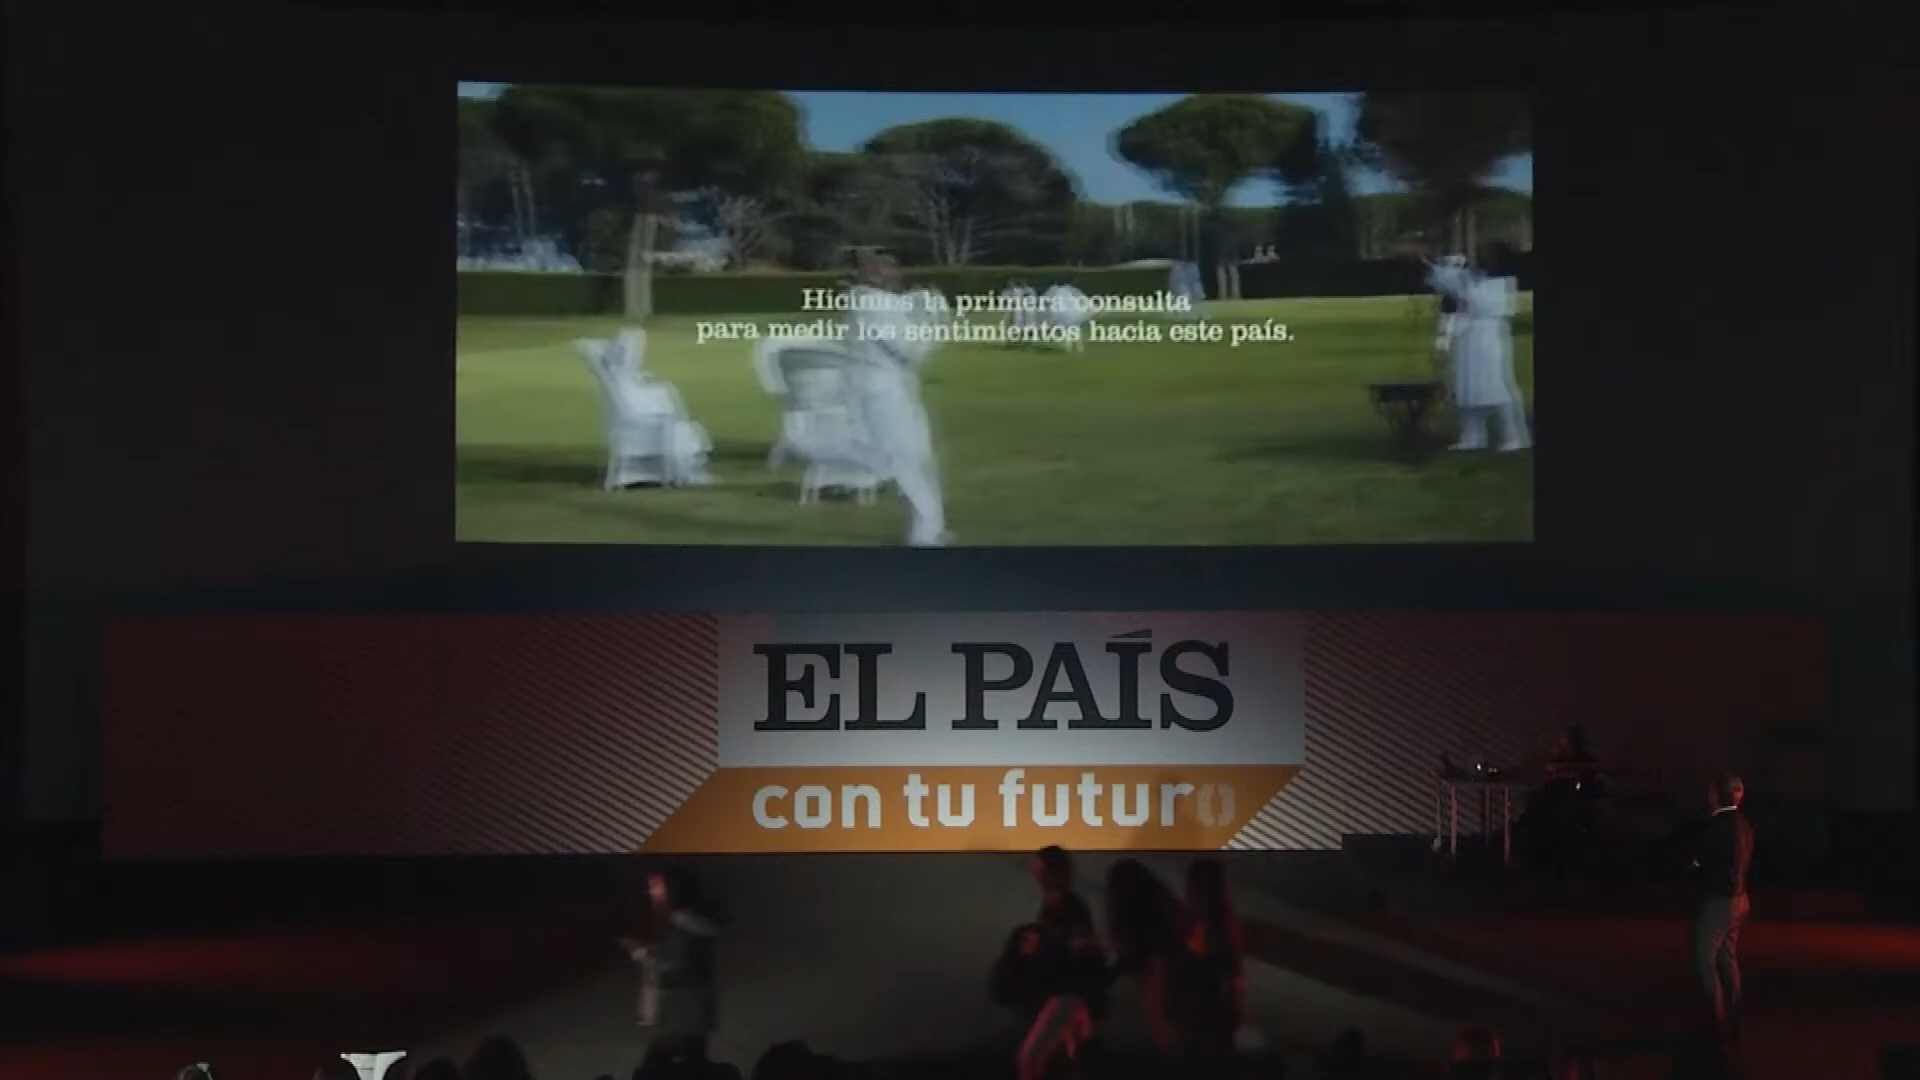 Hicimos la primera consulta
para medir los sentimientos hacia este país.
EL PAÍS
con tu futuro